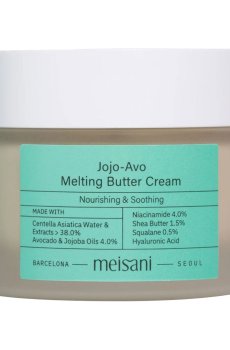 Jojo-Avo
Melting Butter Cream
Nourishing & Soothing
MADE WITH
Centella Asiatica Water &
Extracts > 38.0%
Avocado & Jojoba Oils 4.0%
Niacinamide 4.0%
Shea Butter 1.5%
Squalane 0.5%
Hyaluronic Acid
BARCELONA meisani SEOUL